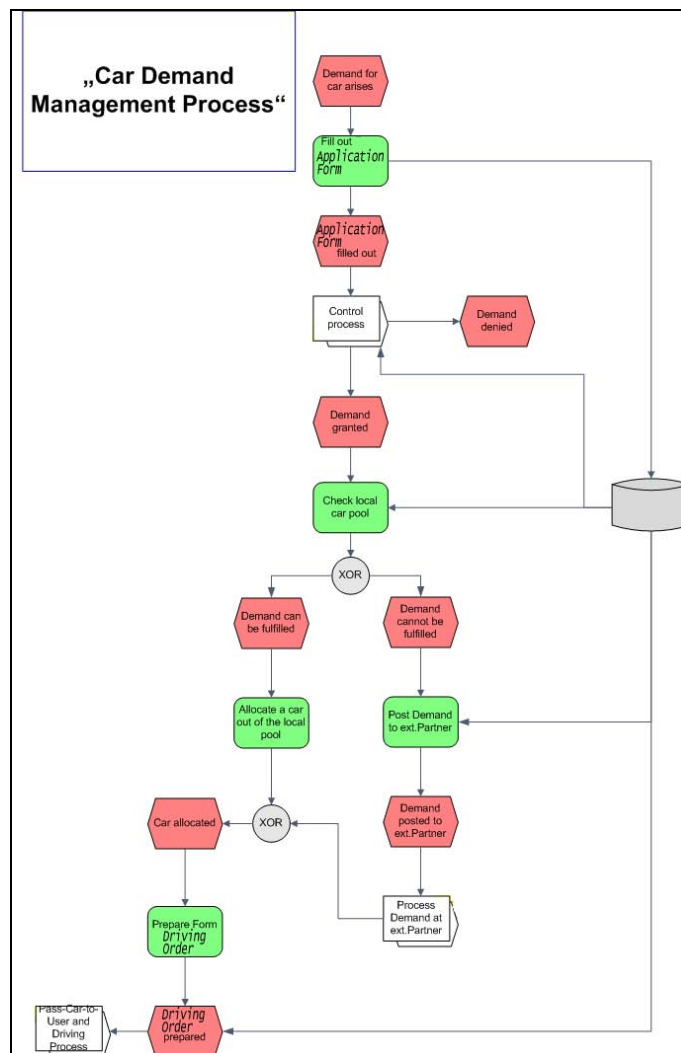 „Car Demand
Management Process“
Demand for
car arises
Fill out
Application
Form
Application
Form
filled out
Control
process
Demand
denied
Demand
granted
Check local
car pool
XOR
Demand can
be fulfilled
Demand
cannot be
fulfilled
Allocate a car
out of the local
pool
Post Demand
to ext.Partner
Demand
posted to
ext.Partner
Car allocated
XOR
Process
Demand at
ext.Partner
Prepare Form
Driving
Order
Pass-Car-to-
User and
Driving
Process
Driving
Order
prepared